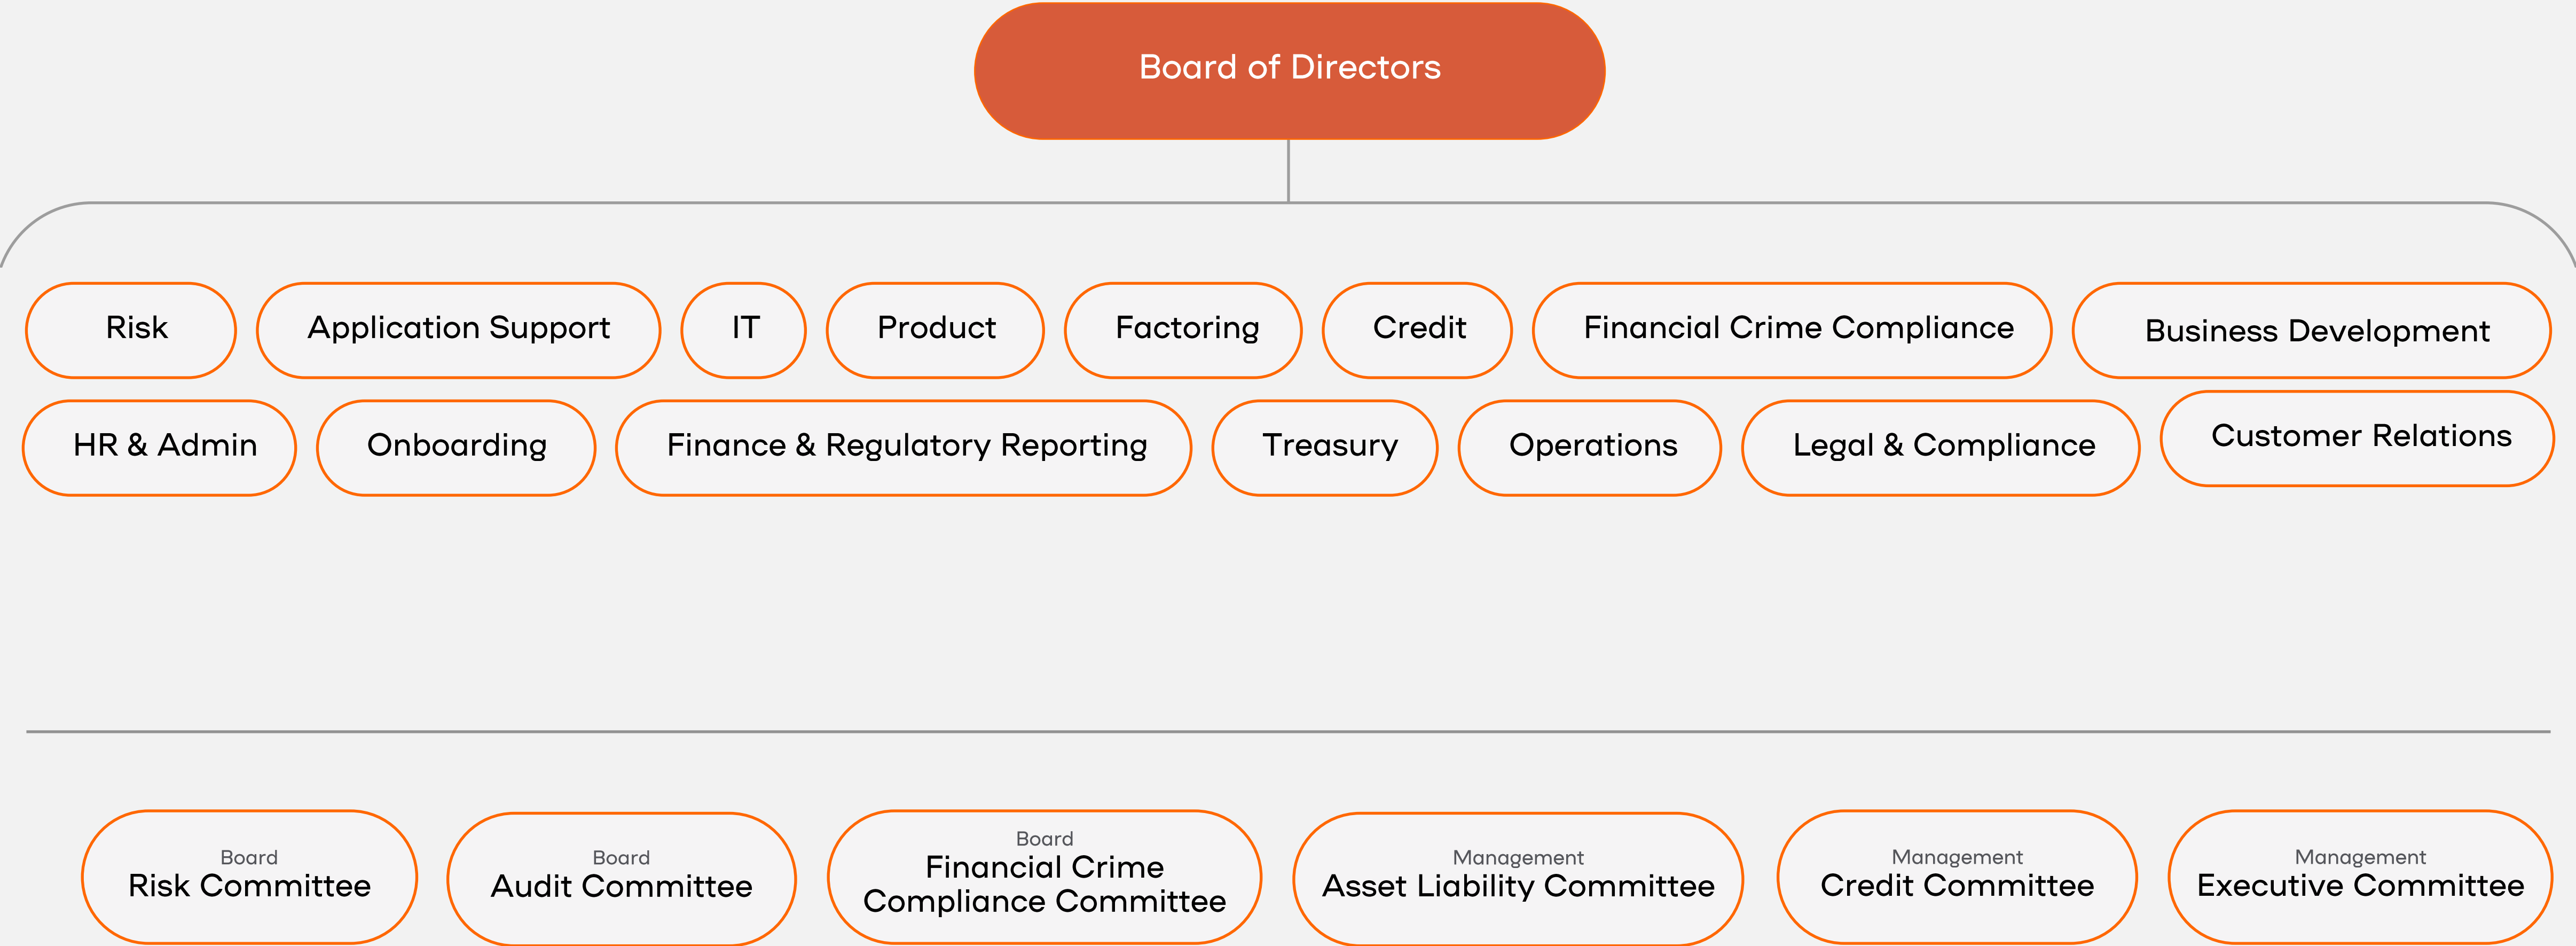 Board of Directors
Risk
Application Support
IT
Product
Factoring
Credit
Financial Crime Compliance
Business Development
HR & Admin
Onboarding
Finance & Regulatory Reporting
Treasury
Operations
Legal & Compliance
Customer Relations
Board
Risk Committee
Board
Audit Committee
Board
Financial Crime
Compliance Committee
Management
Asset Liability Committee
Management
Credit Committee
Management
Executive Committee